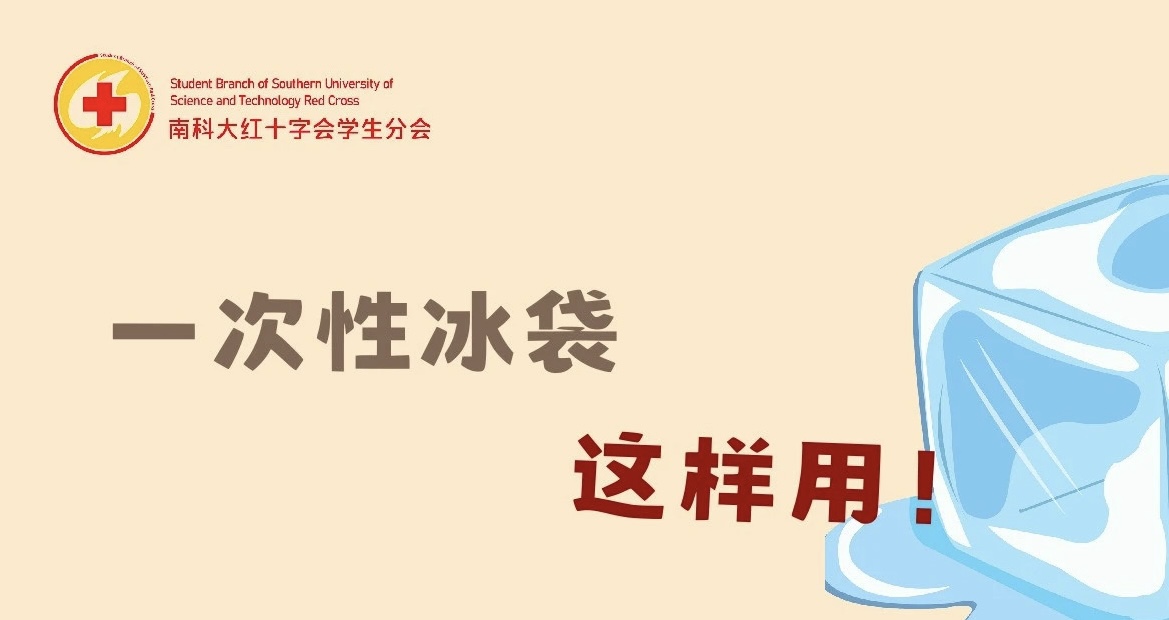 Student Branch of Southern University of
Science and Technology Red Cross
南科大红十字会学生分会
一次性冰袋
这样用!